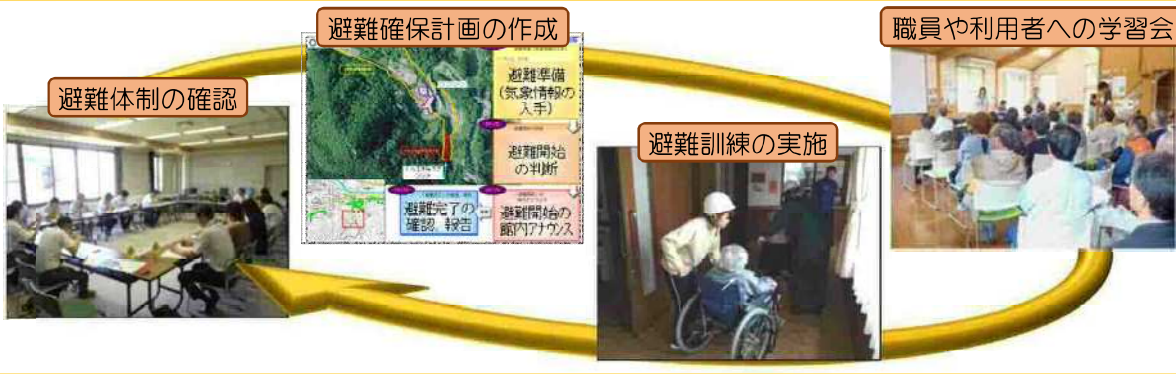 避難確保計画の作成
職員や利用者への学習会
避難体制の確認
避難訓練の実施
避難準備
(気象情報の
入手)
避難開始
の判断
避難完了の
確認、報告
避難開始の
館内アナウンス